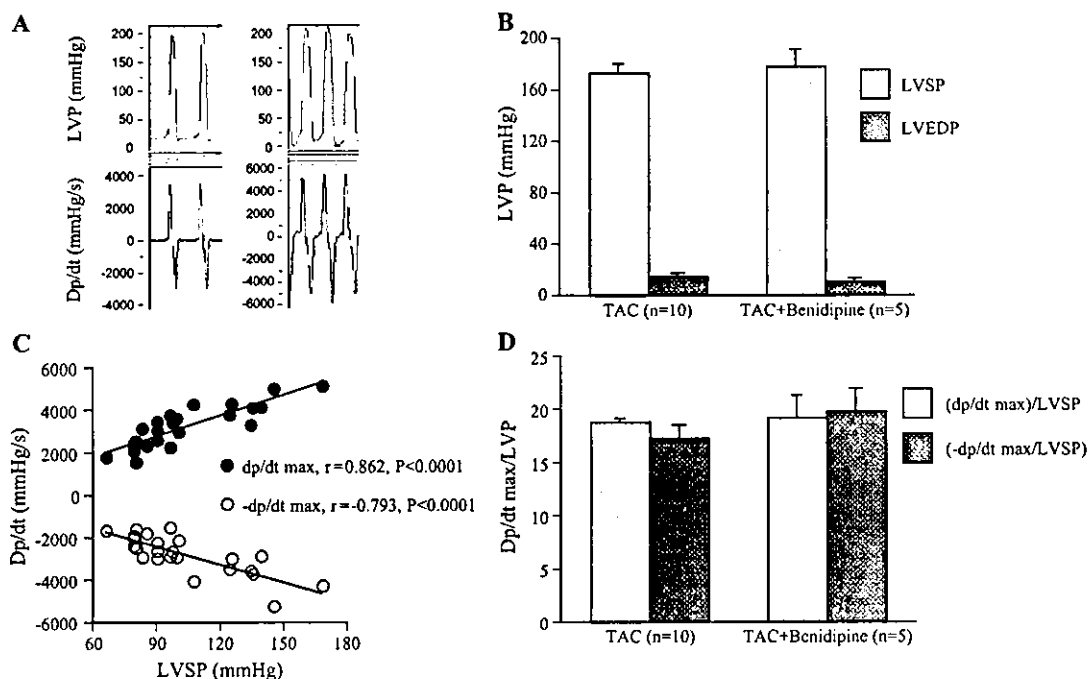 A
LVP (mmHg)
200
150
100
50
0
200
150
100
50
0
Dp/dt (mmHg/s)
4000
2000
0
-2000
-4000
6000
4000
2000
0
-2000
-4000
-6000
B
LVP (mmHg)
200
160
120
80
40
0
LVSP
LVEDP
TAC (n=10)
TAC+Benidipine (n=5)
C
Dp/dt (mmHg/s)
6000
4000
2000
0
-2000
-4000
-6000
dp/dt max, r=0.862, P<0.0001
-dp/dt max, r=-0.793, P<0.0001
60
90
120
150
180
LVSP (mmHg)
D
Dp/dt max/LVP
25
20
15
10
5
0
(dp/dt max)/LVSP
(-dp/dt max/LVSP)
TAC (n=10)
TAC+Benidipine (n=5)